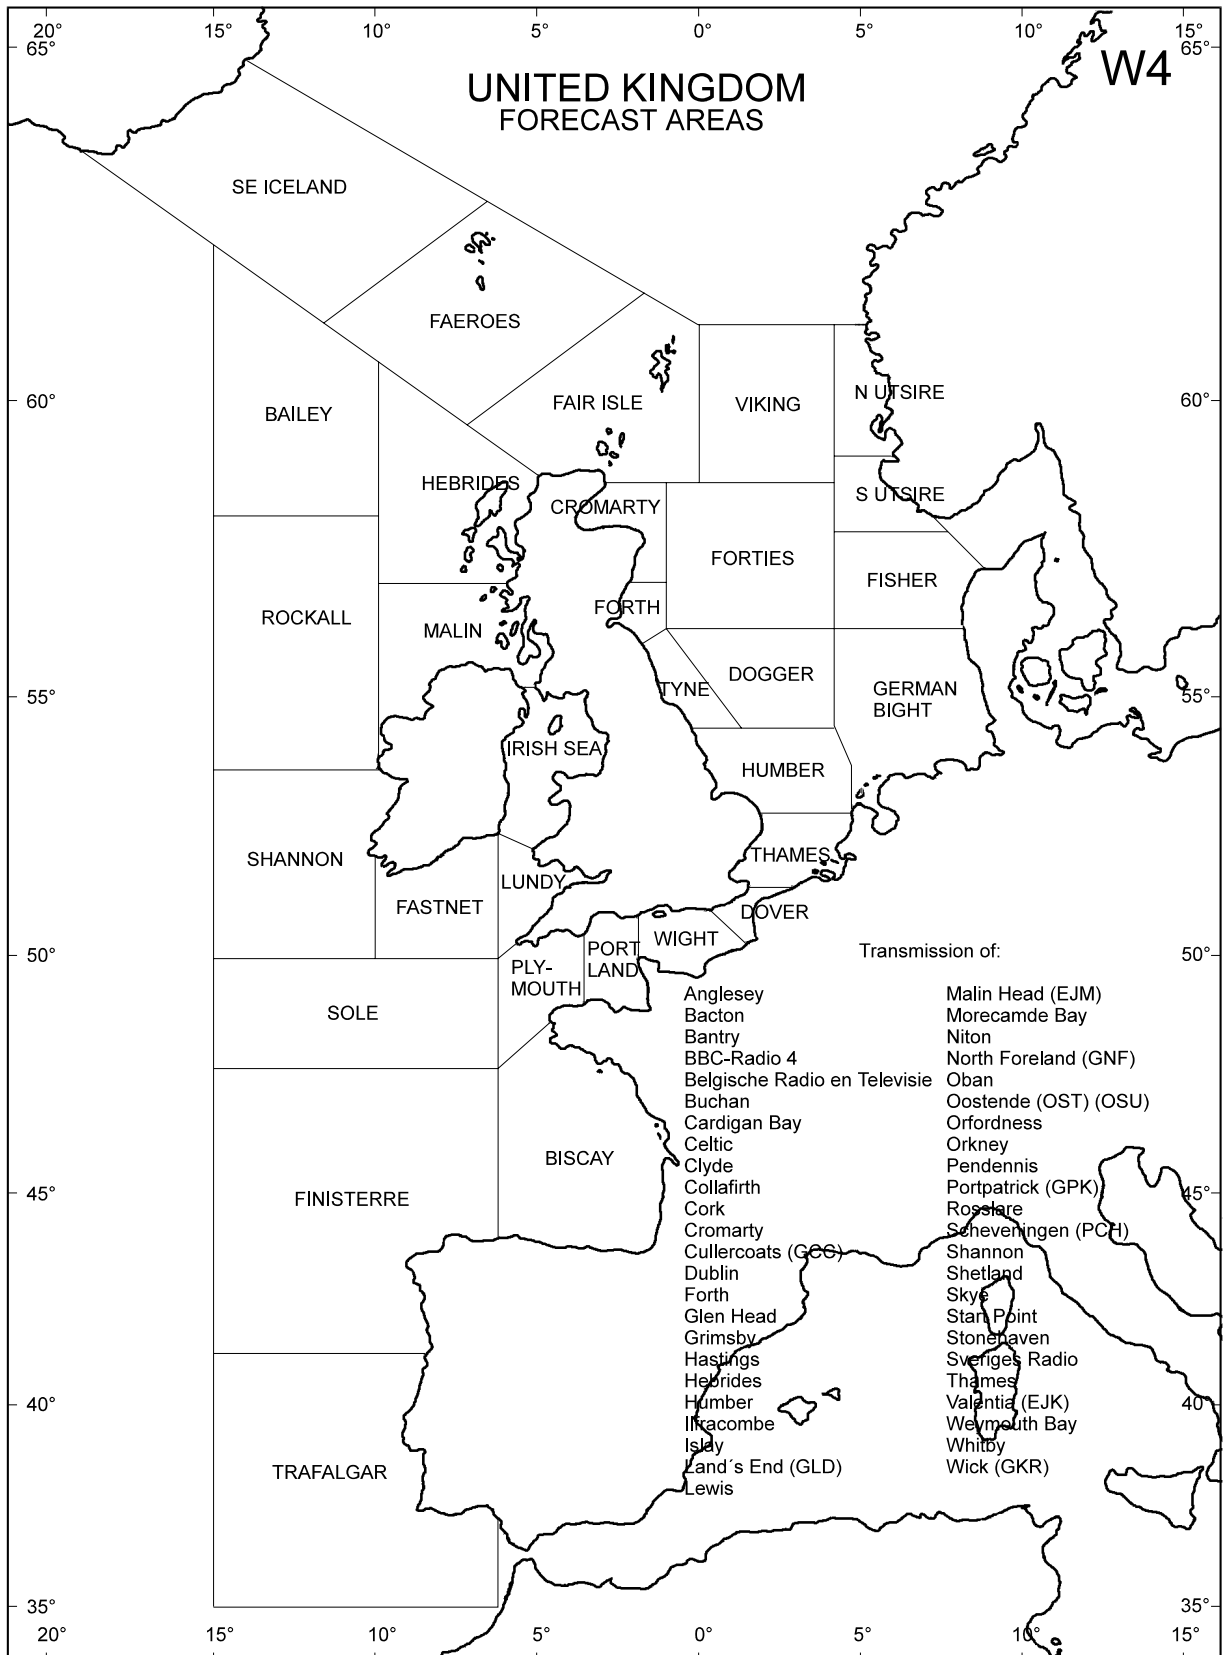 20° 15° 10° 5° 0° 5° 10° 15°
65° 65°
W4
UNITED KINGDOM
FORECAST AREAS
SE ICELAND
FAEROES
60° 60°
N UTSIRE
FAIR ISLE
VIKING
BAILEY
HEBRIDES
S UTSIRE
CROMARTY
FORTIES
FISHER
FORTH
ROCKALL
MALIN
DOGGER
TYNE
GERMAN
BIGHT
55° 55°
IRISH SEA
HUMBER
SHANNON
THAMES
LUNDY
FASTNET
DOVER
WIGHT
PORT
LAND
50° 50°
PLY-
MOUTH
SOLE
BISCAY
45° 45°
FINISTERRE
40° 40°
TRAFALGAR
Transmission of:
Anglesey
Bacton
Bantry
BBC-Radio 4
Belgische Radio en Televisie
Buchan
Cardigan Bay
Celtic
Clyde
Collafirth
Cork
Cromarty
Cullercoats (GCC)
Dublin
Forth
Glen Head
Grimsby
Hastings
Hebrides
Humber
Ilfracombe
Islay
Land´s End (GLD)
Lewis
Malin Head (EJM)
Morecamde Bay
Niton
North Foreland (GNF)
Oban
Oostende (OST) (OSU)
Orfordness
Orkney
Pendennis
Portpatrick (GPK)
Rosslare
Scheveningen (PCH)
Shannon
Shetland
Skye
Start Point
Stonehaven
Sveriges Radio
Thames
Valentia (EJK)
Weymouth Bay
Whitby
Wick (GKR)
35° 35°
20° 15° 10° 5° 0° 5° 10° 15°